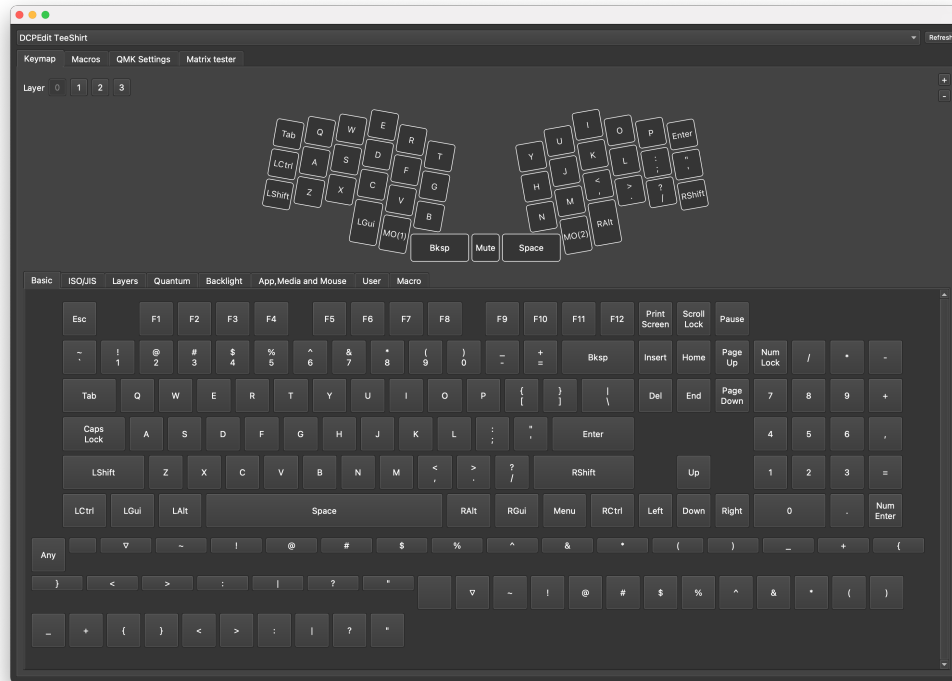 DCPEdit TeeShirt
Refresh
Keymap Macros QMK Settings Matrix tester
Layer 0 1 2 3
+
-
Tab Q W E R T Y U I O P Enter
LCtrl A S D F G H J K L : ; " '
LShift Z X C V B N M < , > . ? / RShift
LGui MO(1) MO(2) RAlt
Bksp Mute Space
Basic ISO/JIS Layers Quantum Backlight App,Media and Mouse User Macro
Esc F1 F2 F3 F4 F5 F6 F7 F8 F9 F10 F11 F12 Print Screen Scroll Lock Pause
~ ` ! 1 @ 2 # 3 $ 4 % 5 ^ 6 & 7 * 8 ( 9 ) 0 _ - + = Bksp Insert Home Page Up Num Lock / * -
Tab Q W E R T Y U I O P { [ } ] | \ Del End Page Down 7 8 9 +
Caps Lock A S D F G H J K L : ; " ' Enter 4 5 6 ,
LShift Z X C V B N M < , > . ? / RShift Up 1 2 3 =
LCtrl LGui LAlt Space RAlt RGui Menu RCtrl Left Down Right 0 . Num Enter
Any ▽ ~ ! @ # $ % ^ & * ( ) _ + {
} < > : | ? " ▽ ~ ! @ # $ % ^ & * ( )
_ + { } < > : | ? "